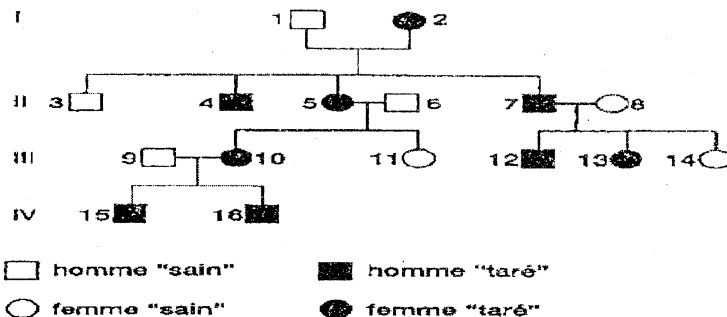 I 1 2
II 3 4 5 6 7 8
III 9 10 11 12 13 14
IV 15 16
homme "sain" homme "taré"
femme "sain" femme "taré"